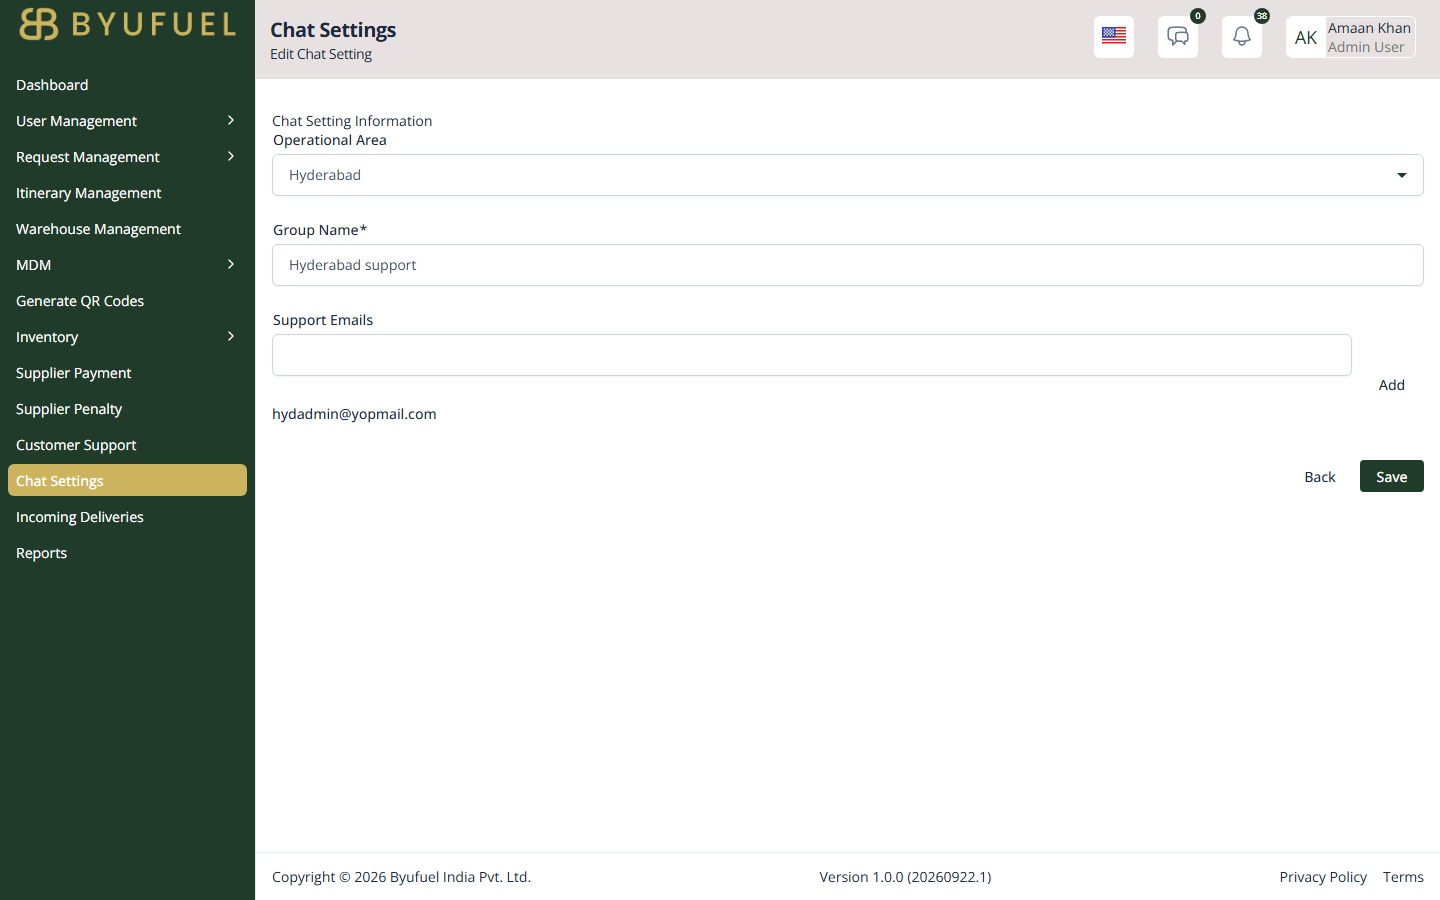 BYUFUEL
Dashboard
User Management
Request Management
Itinerary Management
Warehouse Management
MDM
Generate QR Codes
Inventory
Supplier Payment
Supplier Penalty
Customer Support
Chat Settings
Incoming Deliveries
Reports
Chat Settings
Edit Chat Setting
0
38
AK
Amaan Khan
Admin User
Chat Setting Information
Operational Area
Hyderabad
Group Name*
Hyderabad support
Support Emails
Add
hydadmin@yopmail.com
Back
Save
Copyright © 2026 Byufuel India Pvt. Ltd.
Version 1.0.0 (20260922.1)
Privacy Policy
Terms